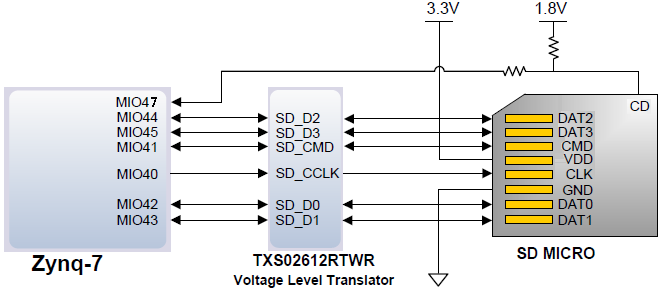 3.3V
1.8V
CD
MIO47
MIO44
MIO45
MIO41
MIO40
MIO42
MIO43
Zynq-7
SD_D2
SD_D3
SD_CMD
SD_CCLK
SD_D0
SD_D1
TXS02612RTWR
Voltage Level Translator
DAT2
DAT3
CMD
VDD
CLK
GND
DAT0
DAT1
SD MICRO